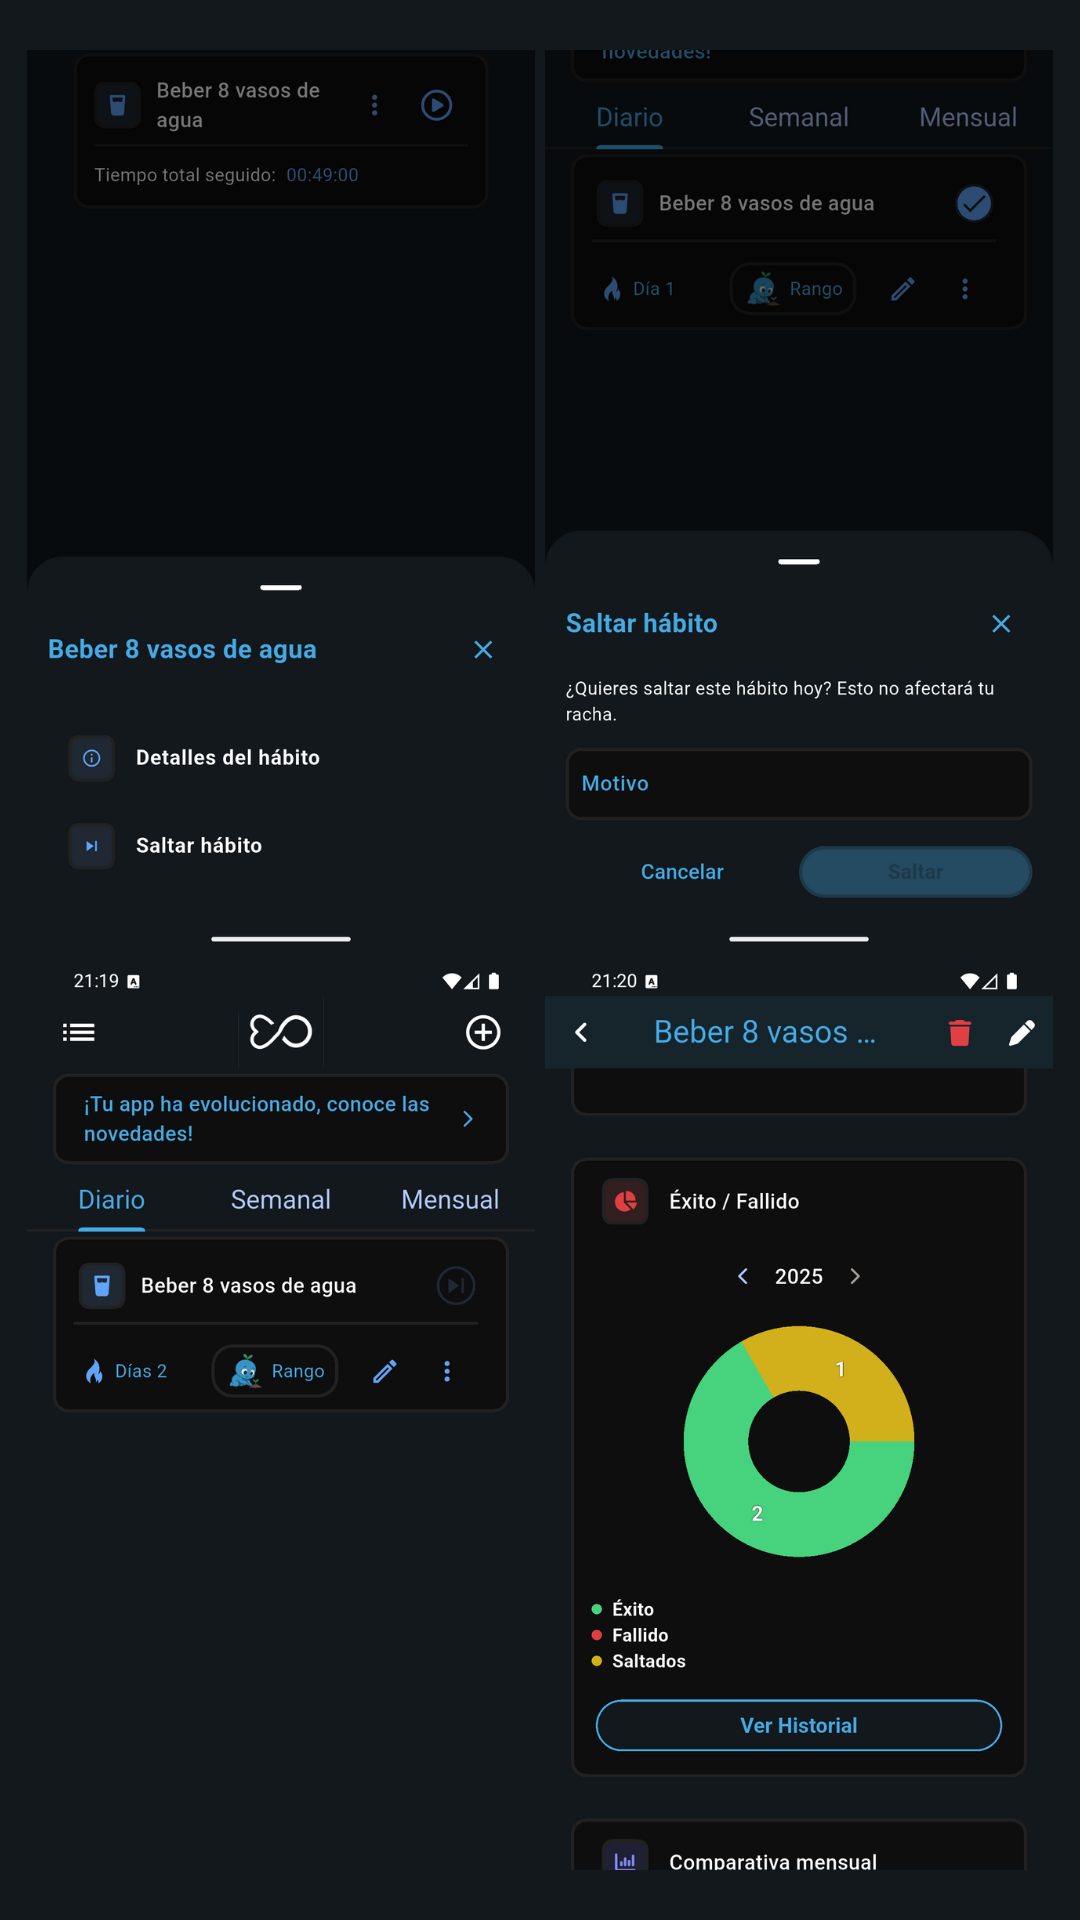 Beber 8 vasos de
agua
Tiempo total seguido: 00:49:00
Beber 8 vasos de agua
Detalles del hábito
Saltar hábito
novedades!
Diario Semanal Mensual
Beber 8 vasos de agua
Día 1 Rango
Saltar hábito
¿Quieres saltar este hábito hoy? Esto no afectará tu
racha.
Motivo
Cancelar Saltar
21:19 A
¡Tu app ha evolucionado, conoce las
novedades!
Diario Semanal Mensual
Beber 8 vasos de agua
Días 2 Rango
21:20 A
Beber 8 vasos ...
Éxito / Fallido
2025
1
2
Éxito
Fallido
Saltados
Ver Historial
Comparativa mensual